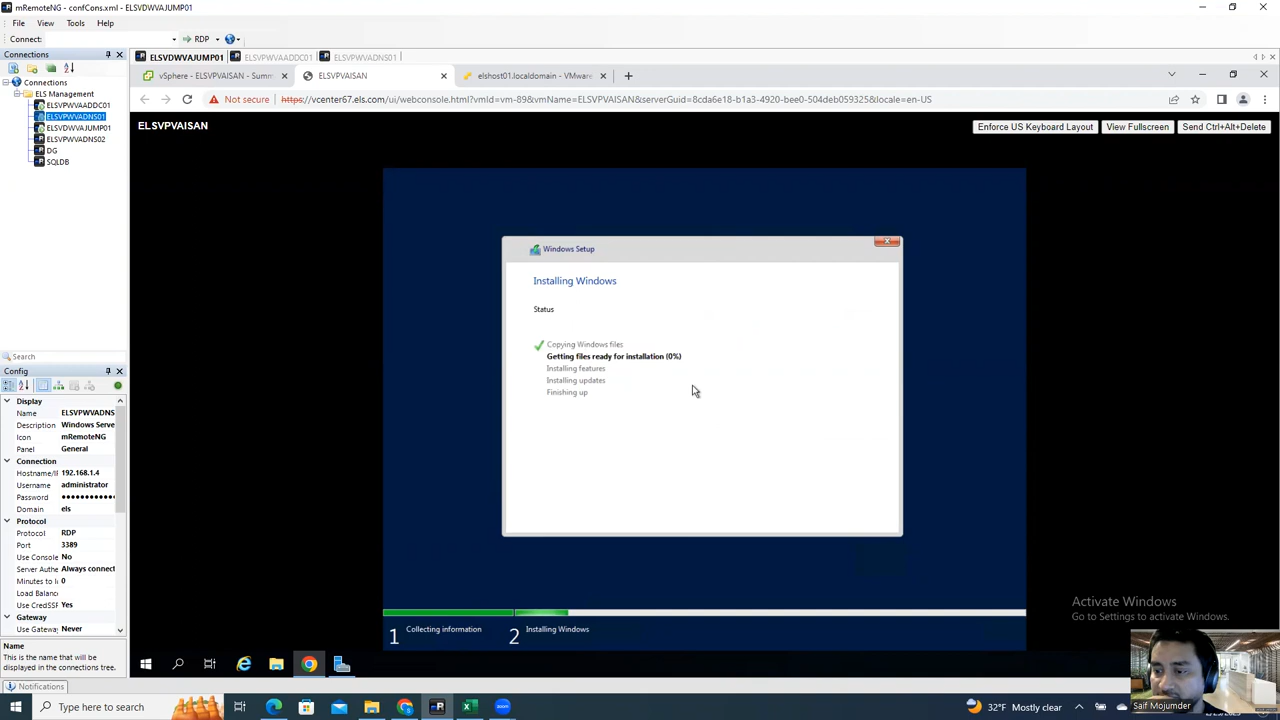 mRemoteNG - confCons.xml - ELSVDWVAJUMP01
File View Tools Help
Connect: RDP
Connections
ELSVDWVAJUMP01 ELSVPWVAADDC01 ELSVPWVADNS01
vSphere - ELSVPVAISAN - Summ ELSVPVAISAN elshost01.localdomain - VMware
Not secure https://vcenter67.els.com/ui/webconsole.html?vmId=vm-89&vmName=ELSVPVAISAN&serverGuid=8cda6e18-b1a3-4920-bee0-504deb059325&locale=en-US
ELSVPVAISAN
Enforce US Keyboard Layout View Fullscreen Send Ctrl+Alt+Delete
Connections
ELS Management
ELSVPWVAADDC01
ELSVPWVADNS01
ELSVDWVAJUMP01
ELSVPWVADNS02
DG
SQLDB
Windows Setup
Installing Windows
Status
Copying Windows files
Getting files ready for installation (0%)
Installing features
Installing updates
Finishing up
1 Collecting information
2 Installing Windows
Search
Config
Display
Name ELSVPWVADNS
Description Windows Serve
Icon mRemoteNG
Panel General
Connection
Hostname/IP 192.168.1.4
Username administrator
Password ••••••••••
Domain els
Protocol
Protocol RDP
Port 3389
Use Console No
Server Authe Always connect
Minutes to I 0
Load Balanc
Use CredSSP Yes
Gateway
Use Gateway Never
Name
This is the name that will be
displayed in the connections tree.
Notifications
Activate Windows
Go to Settings to activate Windows.
Saif Mojumder
Type here to search
32°F Mostly clear